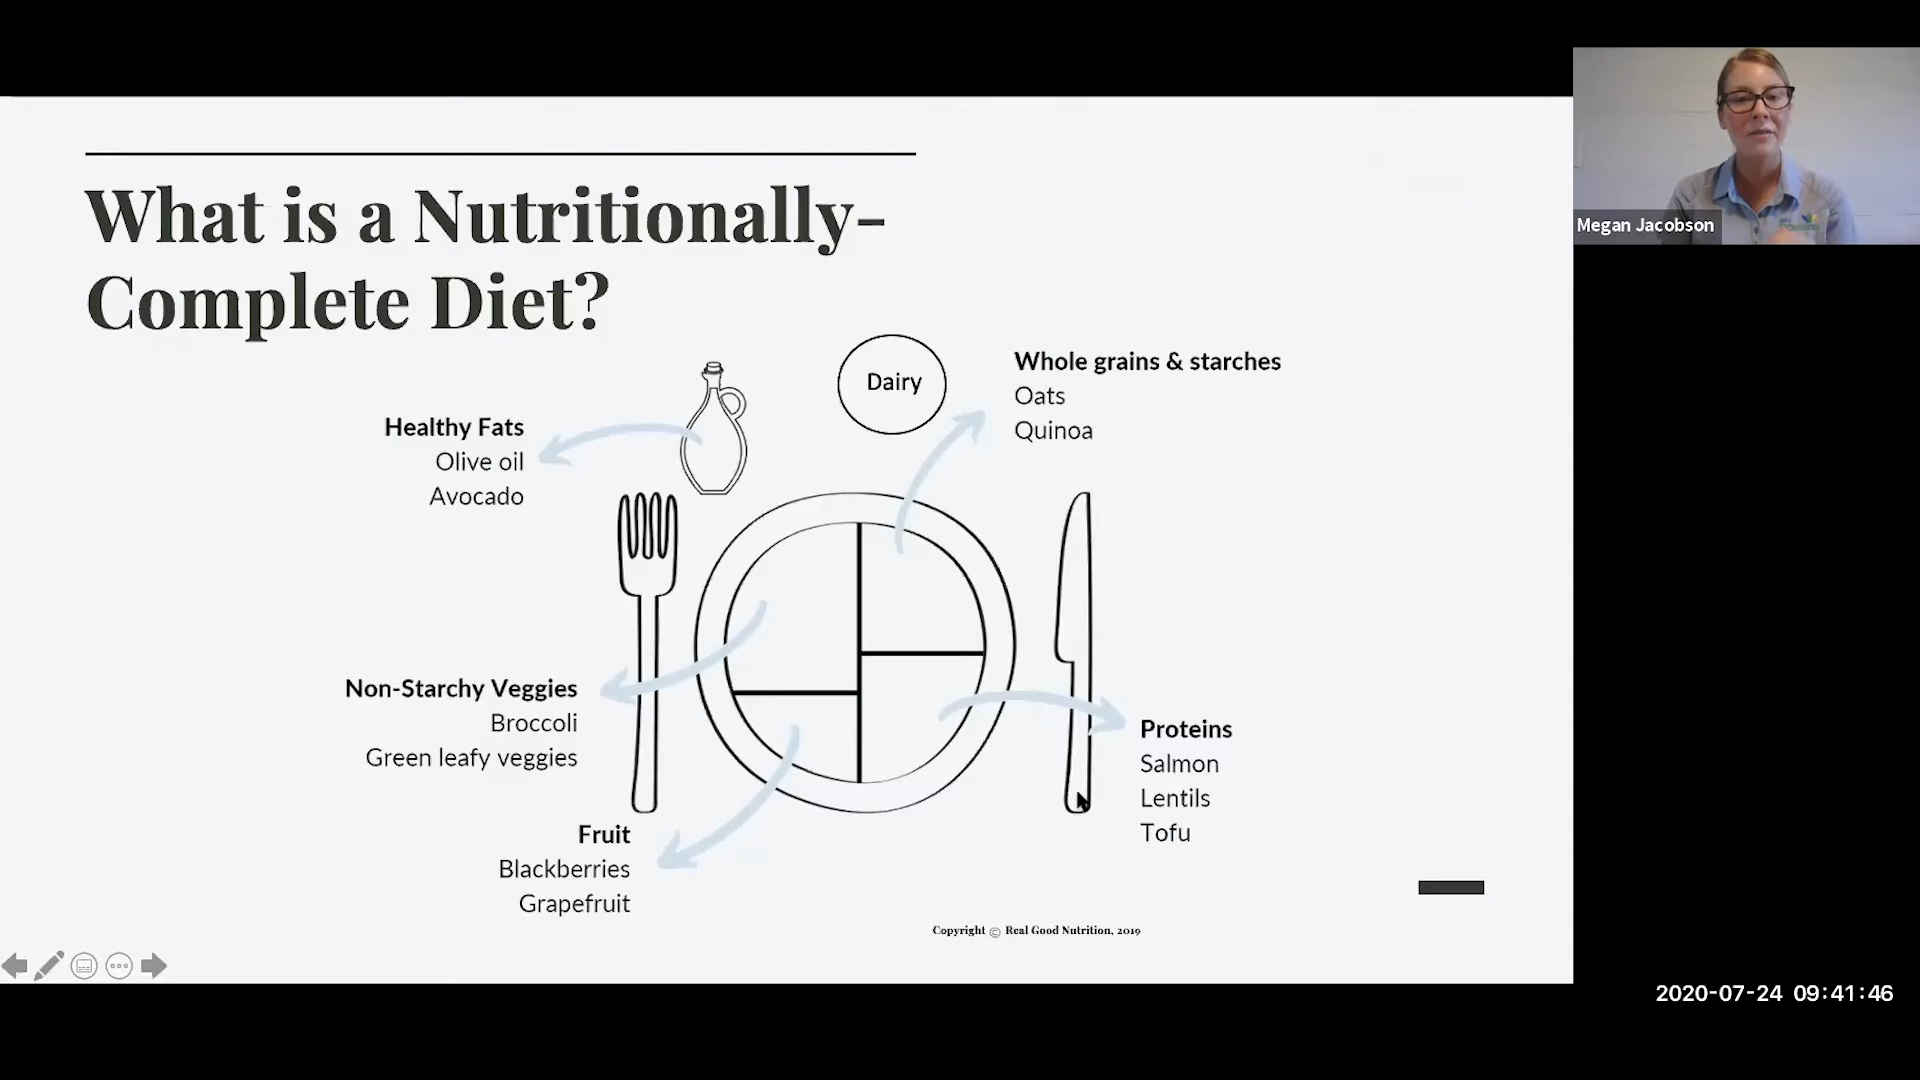 What is a Nutritionally-
Complete Diet?
Dairy
Whole grains & starches
Oats
Quinoa
Healthy Fats
Olive oil
Avocado
Non-Starchy Veggies
Broccoli
Green leafy veggies
Proteins
Salmon
Lentils
Tofu
Fruit
Blackberries
Grapefruit
Copyright © Real Good Nutrition, 2019
Megan Jacobson
2020-07-24 09:41:46